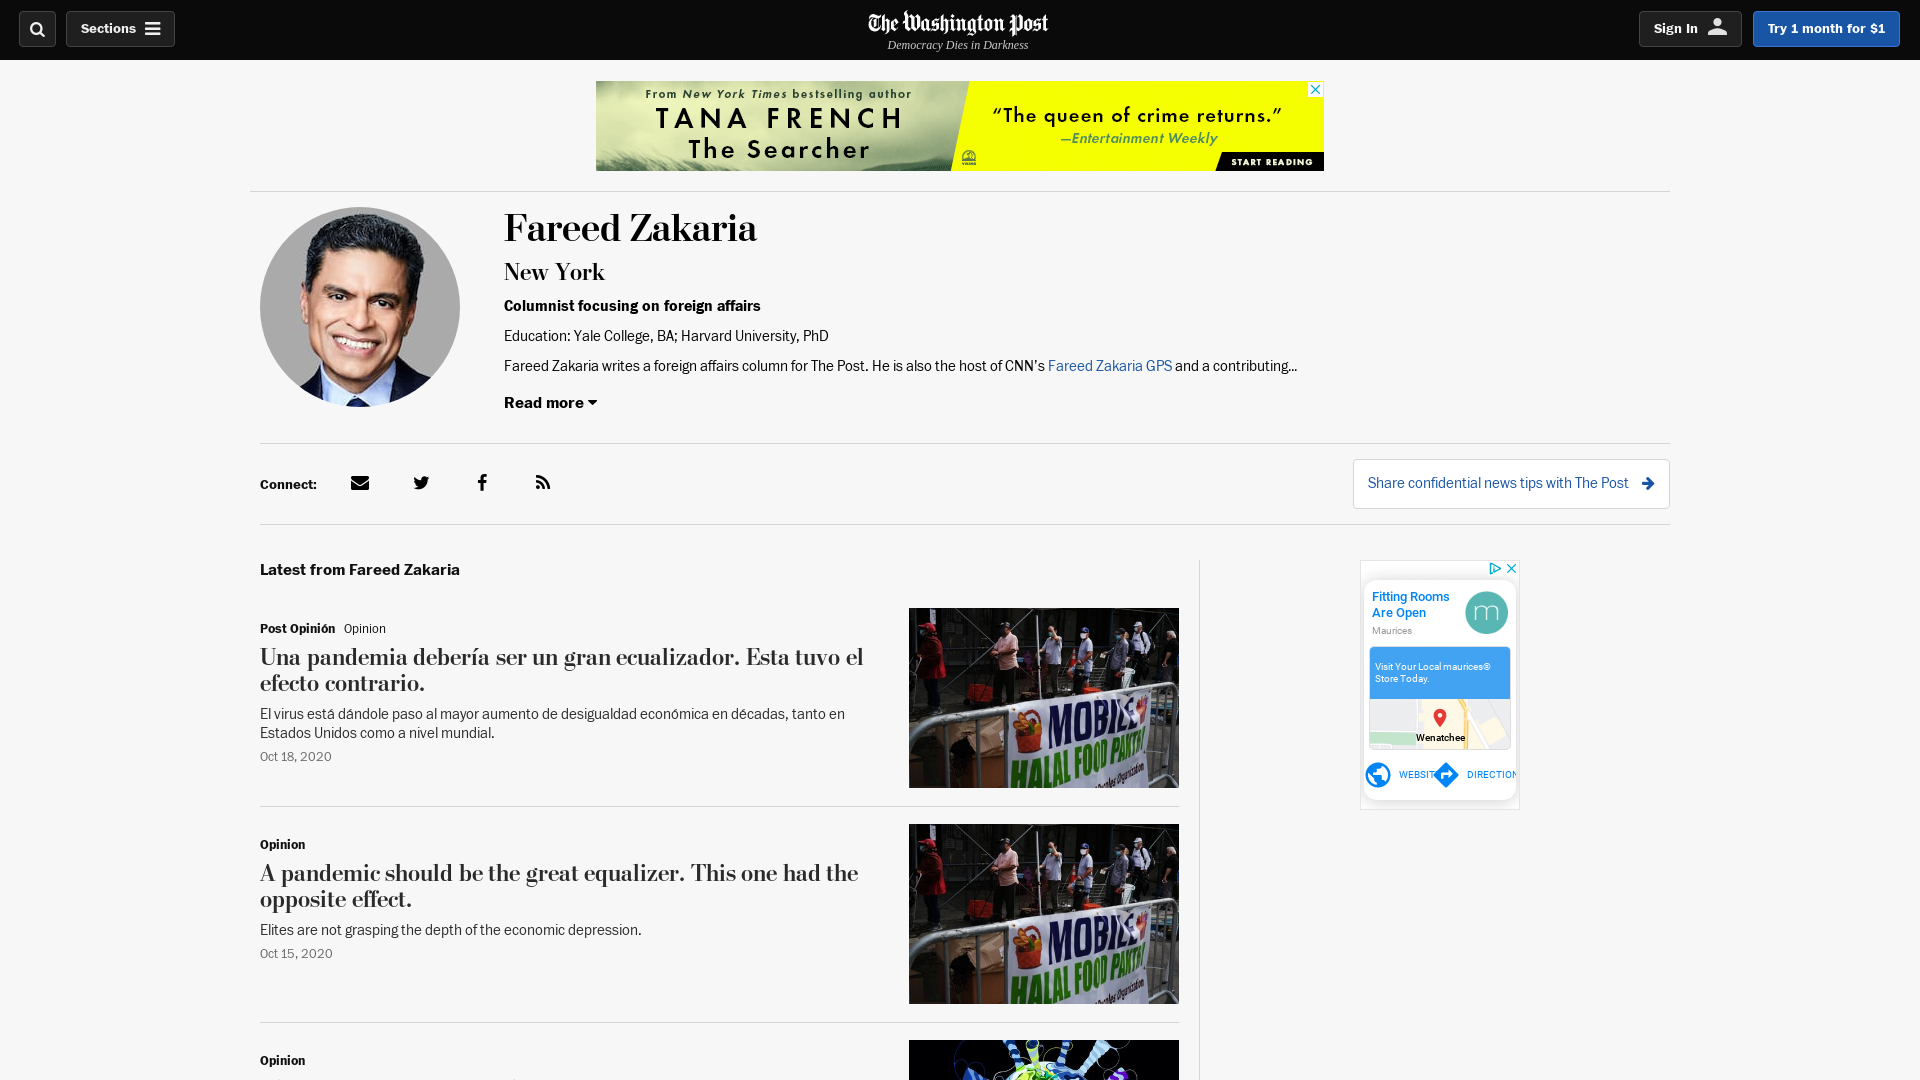 Sections
The Washington Post
Democracy Dies in Darkness
Sign In
Try 1 month for $1
From New York Times bestselling author
TANA FRENCH
The Searcher
“The queen of crime returns.”
—Entertainment Weekly
START READING
Fareed Zakaria
New York
Columnist focusing on foreign affairs
Education: Yale College, BA; Harvard University, PhD
Fareed Zakaria writes a foreign affairs column for The Post. He is also the host of CNN's Fareed Zakaria GPS and a contributing...
Read more
Connect:
Share confidential news tips with The Post
Latest from Fareed Zakaria
Post Opinión Opinion
Una pandemia debería ser un gran ecualizador. Esta tuvo el
efecto contrario.
El virus está dándole paso al mayor aumento de desigualdad económica en décadas, tanto en
Estados Unidos como a nivel mundial.
Oct 18, 2020
MOBILE
HALAL FOOD PANTRY
Opinion
A pandemic should be the great equalizer. This one had the
opposite effect.
Elites are not grasping the depth of the economic depression.
Oct 15, 2020
MOBILE
HALAL FOOD PANTRY
Opinion
Fitting Rooms
Are Open
Maurices
m
Visit Your Local maurices®
Store Today.
Wenatchee
WEBSIT
DIRECTION